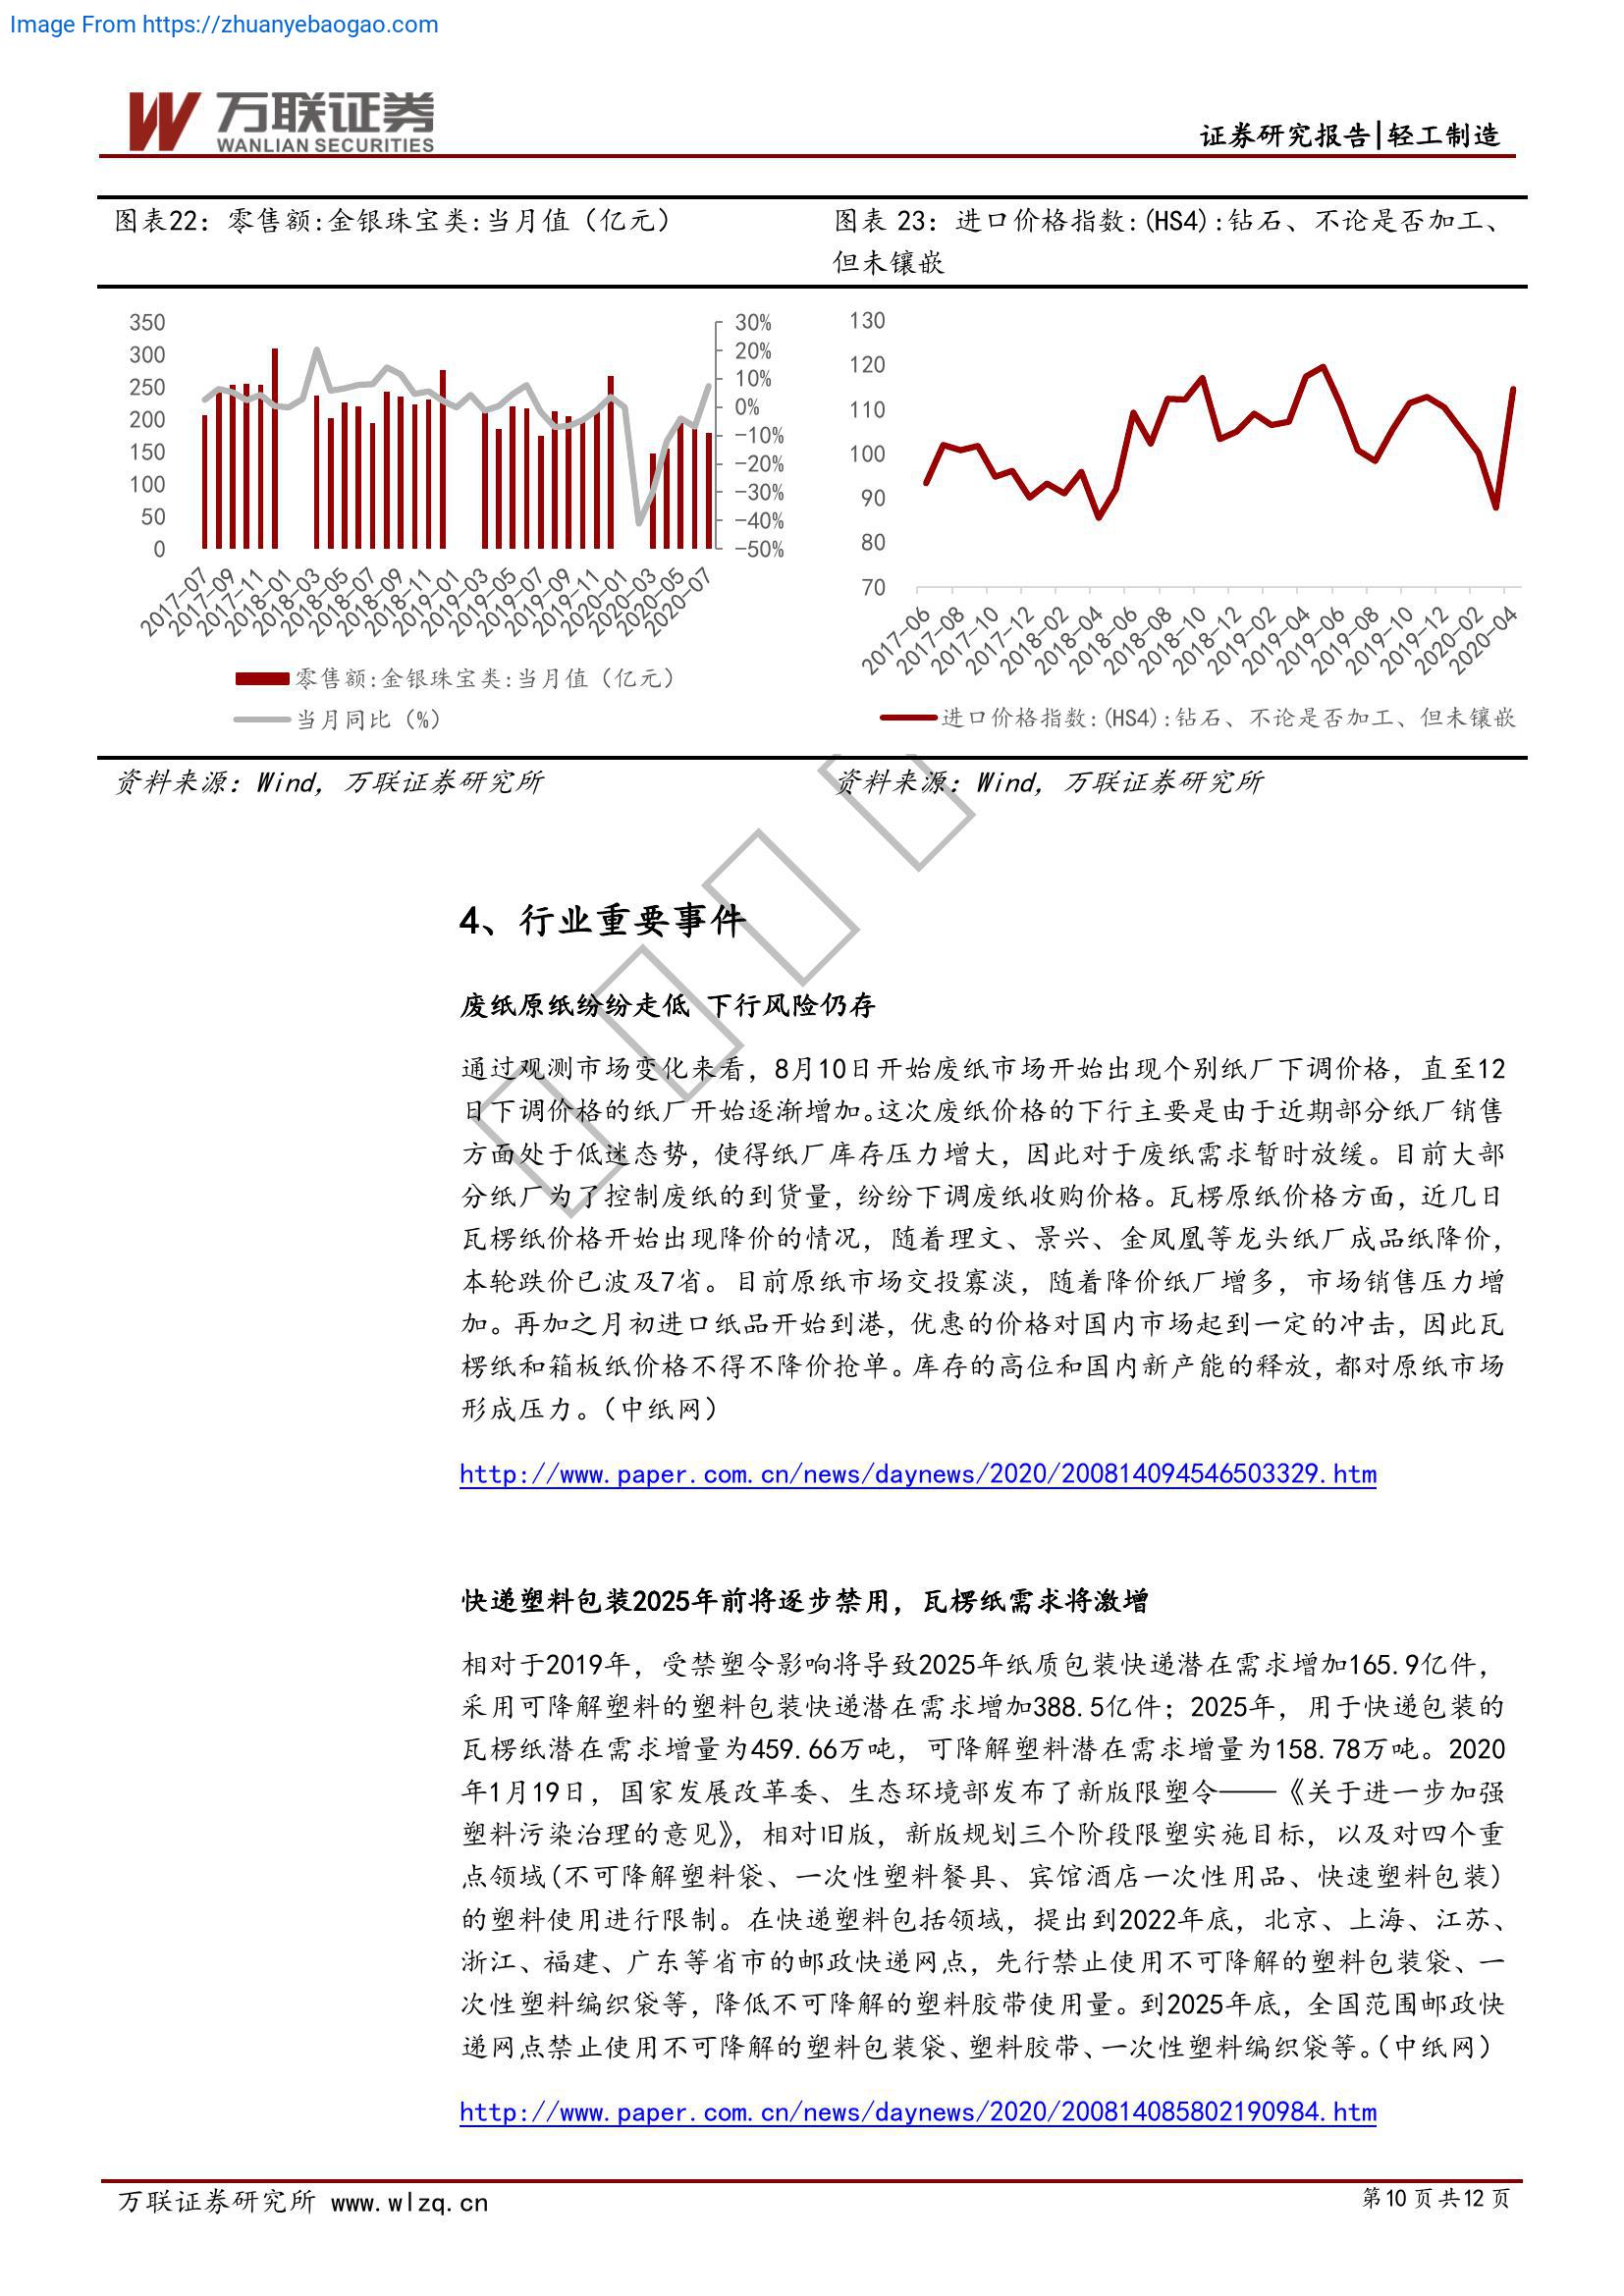 Image From https://zhuanyebaogao.com
万联证券
WANLIAN SECURITIES
证券研究报告|轻工制造
图表22：零售额:金银珠宝类:当月值（亿元）
图表 23：进口价格指数:(HS4):钻石、不论是否加工、
但未镶嵌
350
300
250
200
150
100
50
0
30%
20%
10%
0%
-10%
-20%
-30%
-40%
-50%
2017-07
2017-09
2017-11
2018-01
2018-03
2018-05
2018-07
2018-09
2018-11
2019-01
2019-03
2019-05
2019-07
2019-09
2019-11
2020-01
2020-03
2020-05
2020-07
零售额:金银珠宝类:当月值（亿元）
当月同比（%）
130
120
110
100
90
80
70
2017-06
2017-08
2017-10
2017-12
2018-02
2018-04
2018-06
2018-08
2018-10
2018-12
2019-02
2019-04
2019-06
2019-08
2019-10
2019-12
2020-02
2020-04
进口价格指数:(HS4):钻石、不论是否加工、但未镶嵌
资料来源：Wind, 万联证券研究所
资料来源：Wind, 万联证券研究所
4、行业重要事件
废纸原纸纷纷走低 下行风险仍存
通过观测市场变化来看，8月10日开始废纸市场开始出现个别纸厂下调价格，直至12
日下调价格的纸厂开始逐渐增加。这次废纸价格的下行主要是由于近期部分纸厂销售
方面处于低迷态势，使得纸厂库存压力增大，因此对于废纸需求暂时放缓。目前大部
分纸厂为了控制废纸的到货量，纷纷下调废纸收购价格。瓦楞原纸价格方面，近几日
瓦楞纸价格开始出现降价的情况，随着理文、景兴、金凤凰等龙头纸厂成品纸降价，
本轮跌价已波及7省。目前原纸市场交投寡淡，随着降价纸厂增多，市场销售压力增
加。再加之月初进口纸品开始到港，优惠的价格对国内市场起到一定的冲击，因此瓦
楞纸和箱板纸价格不得不降价抢单。库存的高位和国内新产能的释放，都对原纸市场
形成压力。（中纸网）
http://www.paper.com.cn/news/daynews/2020/200814094546503329.htm
快递塑料包装2025年前将逐步禁用，瓦楞纸需求将激增
相对于2019年，受禁塑令影响将导致2025年纸质包装快递潜在需求增加165.9亿件，
采用可降解塑料的塑料包装快递潜在需求增加388.5亿件；2025年，用于快递包装的
瓦楞纸潜在需求增量为459.66万吨，可降解塑料潜在需求增量为158.78万吨。2020
年1月19日，国家发展改革委、生态环境部发布了新版限塑令——《关于进一步加强
塑料污染治理的意见》，相对旧版，新版规划三个阶段限塑实施目标，以及对四个重
点领域(不可降解塑料袋、一次性塑料餐具、宾馆酒店一次性用品、快速塑料包装)
的塑料使用进行限制。在快递塑料包括领域，提出到2022年底，北京、上海、江苏、
浙江、福建、广东等省市的邮政快递网点，先行禁止使用不可降解的塑料包装袋、一
次性塑料编织袋等，降低不可降解的塑料胶带使用量。到2025年底，全国范围邮政快
递网点禁止使用不可降解的塑料包装袋、塑料胶带、一次性塑料编织袋等。（中纸网）
http://www.paper.com.cn/news/daynews/2020/200814085802190984.htm
万联证券研究所 www.wlzq.cn
第10 页 共12 页